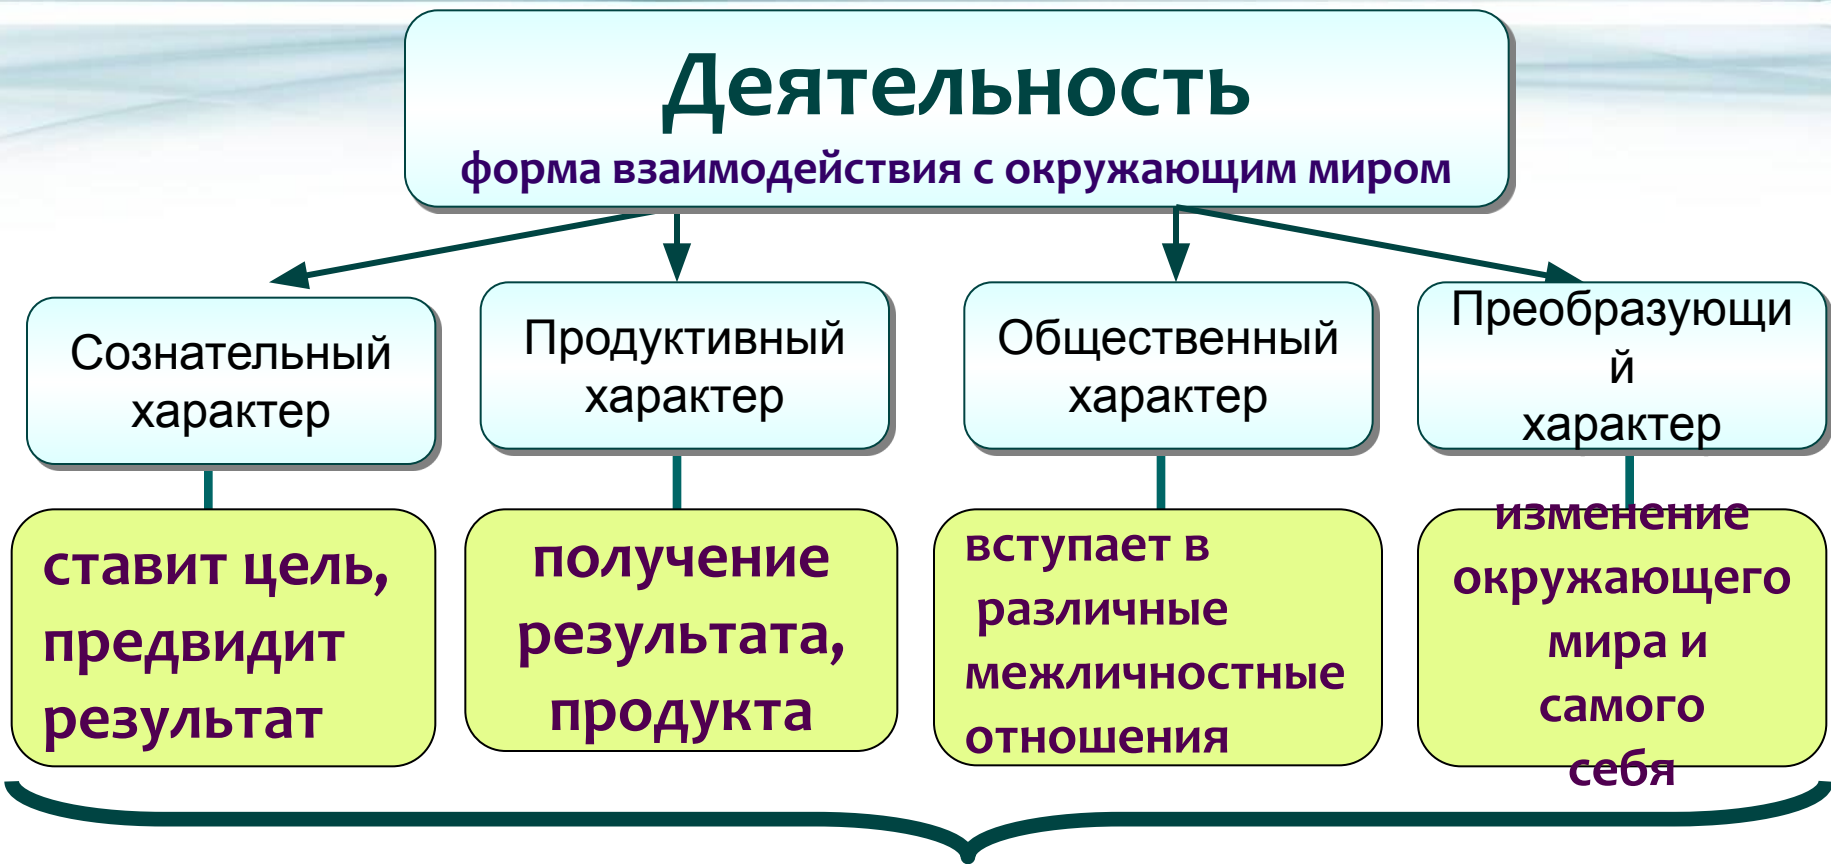 Деятельность
форма взаимодействия с окружающим миром
Сознательный
характер
Продуктивный
характер
Общественный
характер
Преобразующи
й
характер
ставит цель,
предвидит
результат
получение
результата,
продукта
вступает в
различные
межличностные
отношения
изменение
окружающего
мира и
самого
себя